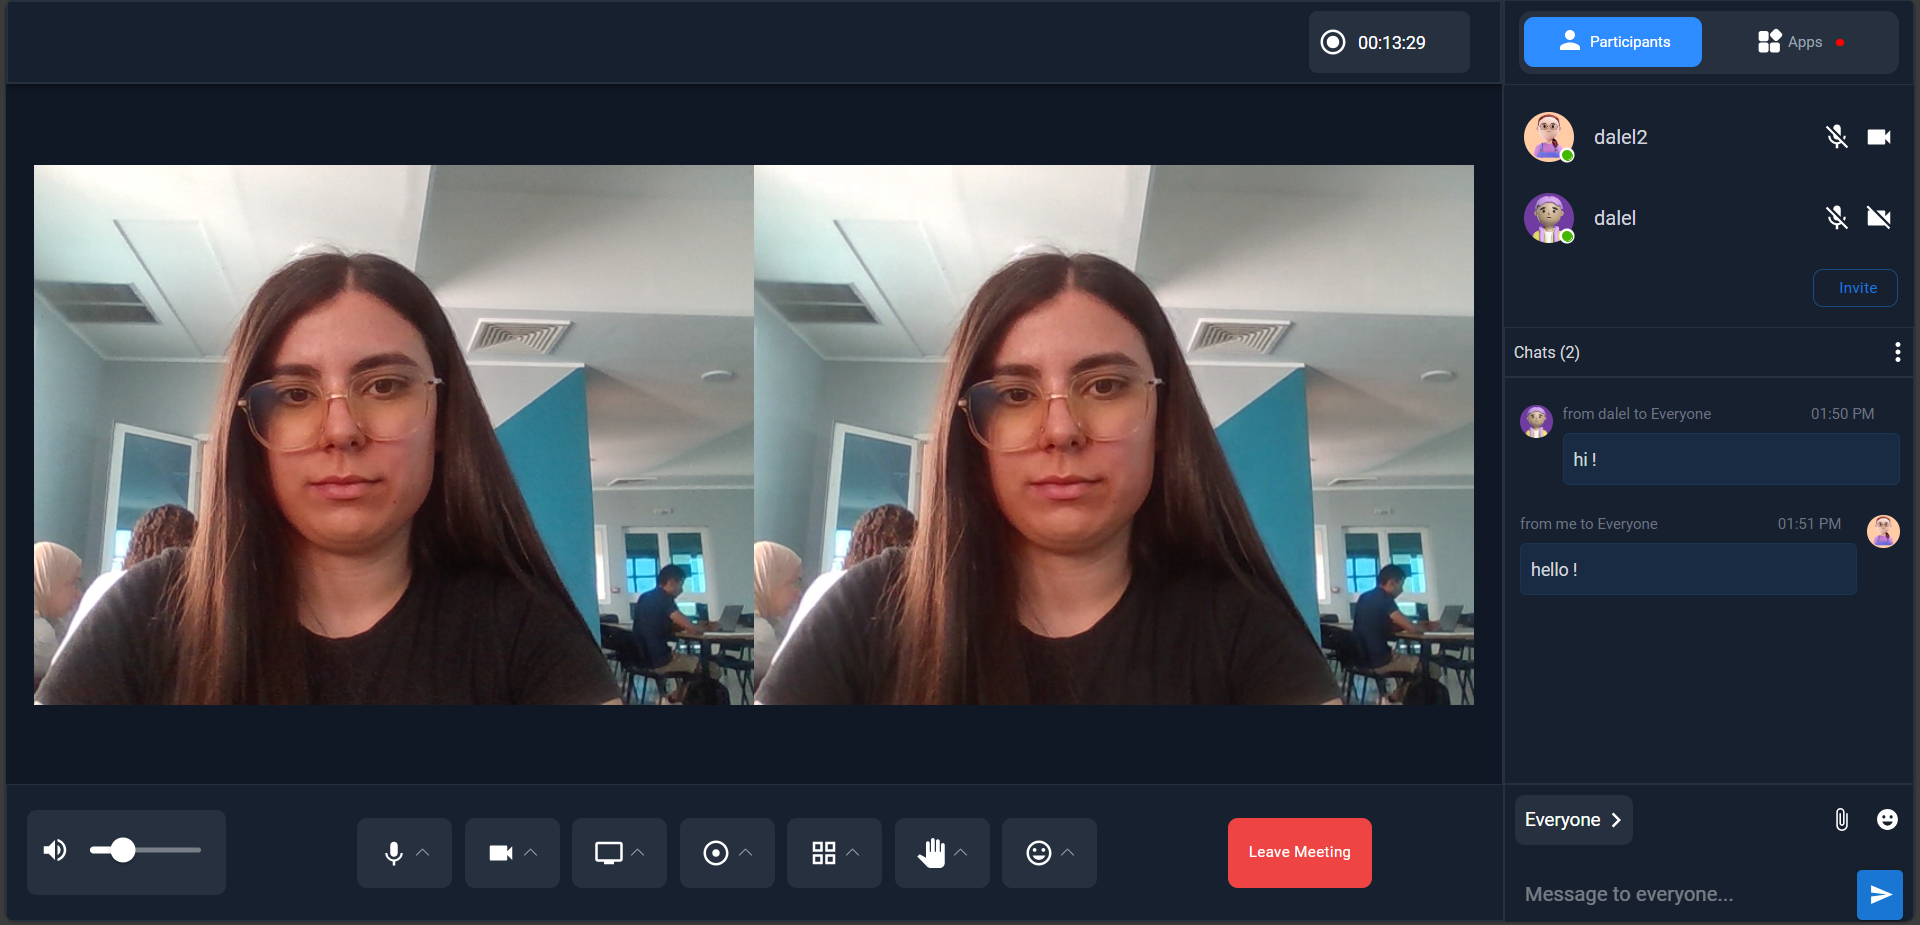 00:13:29
Participants
Apps
dalel2
dalel
Invite
Chats (2)
from dalel to Everyone 01:50 PM
hi !
from me to Everyone 01:51 PM
hello !
Leave Meeting
Everyone
Message to everyone...